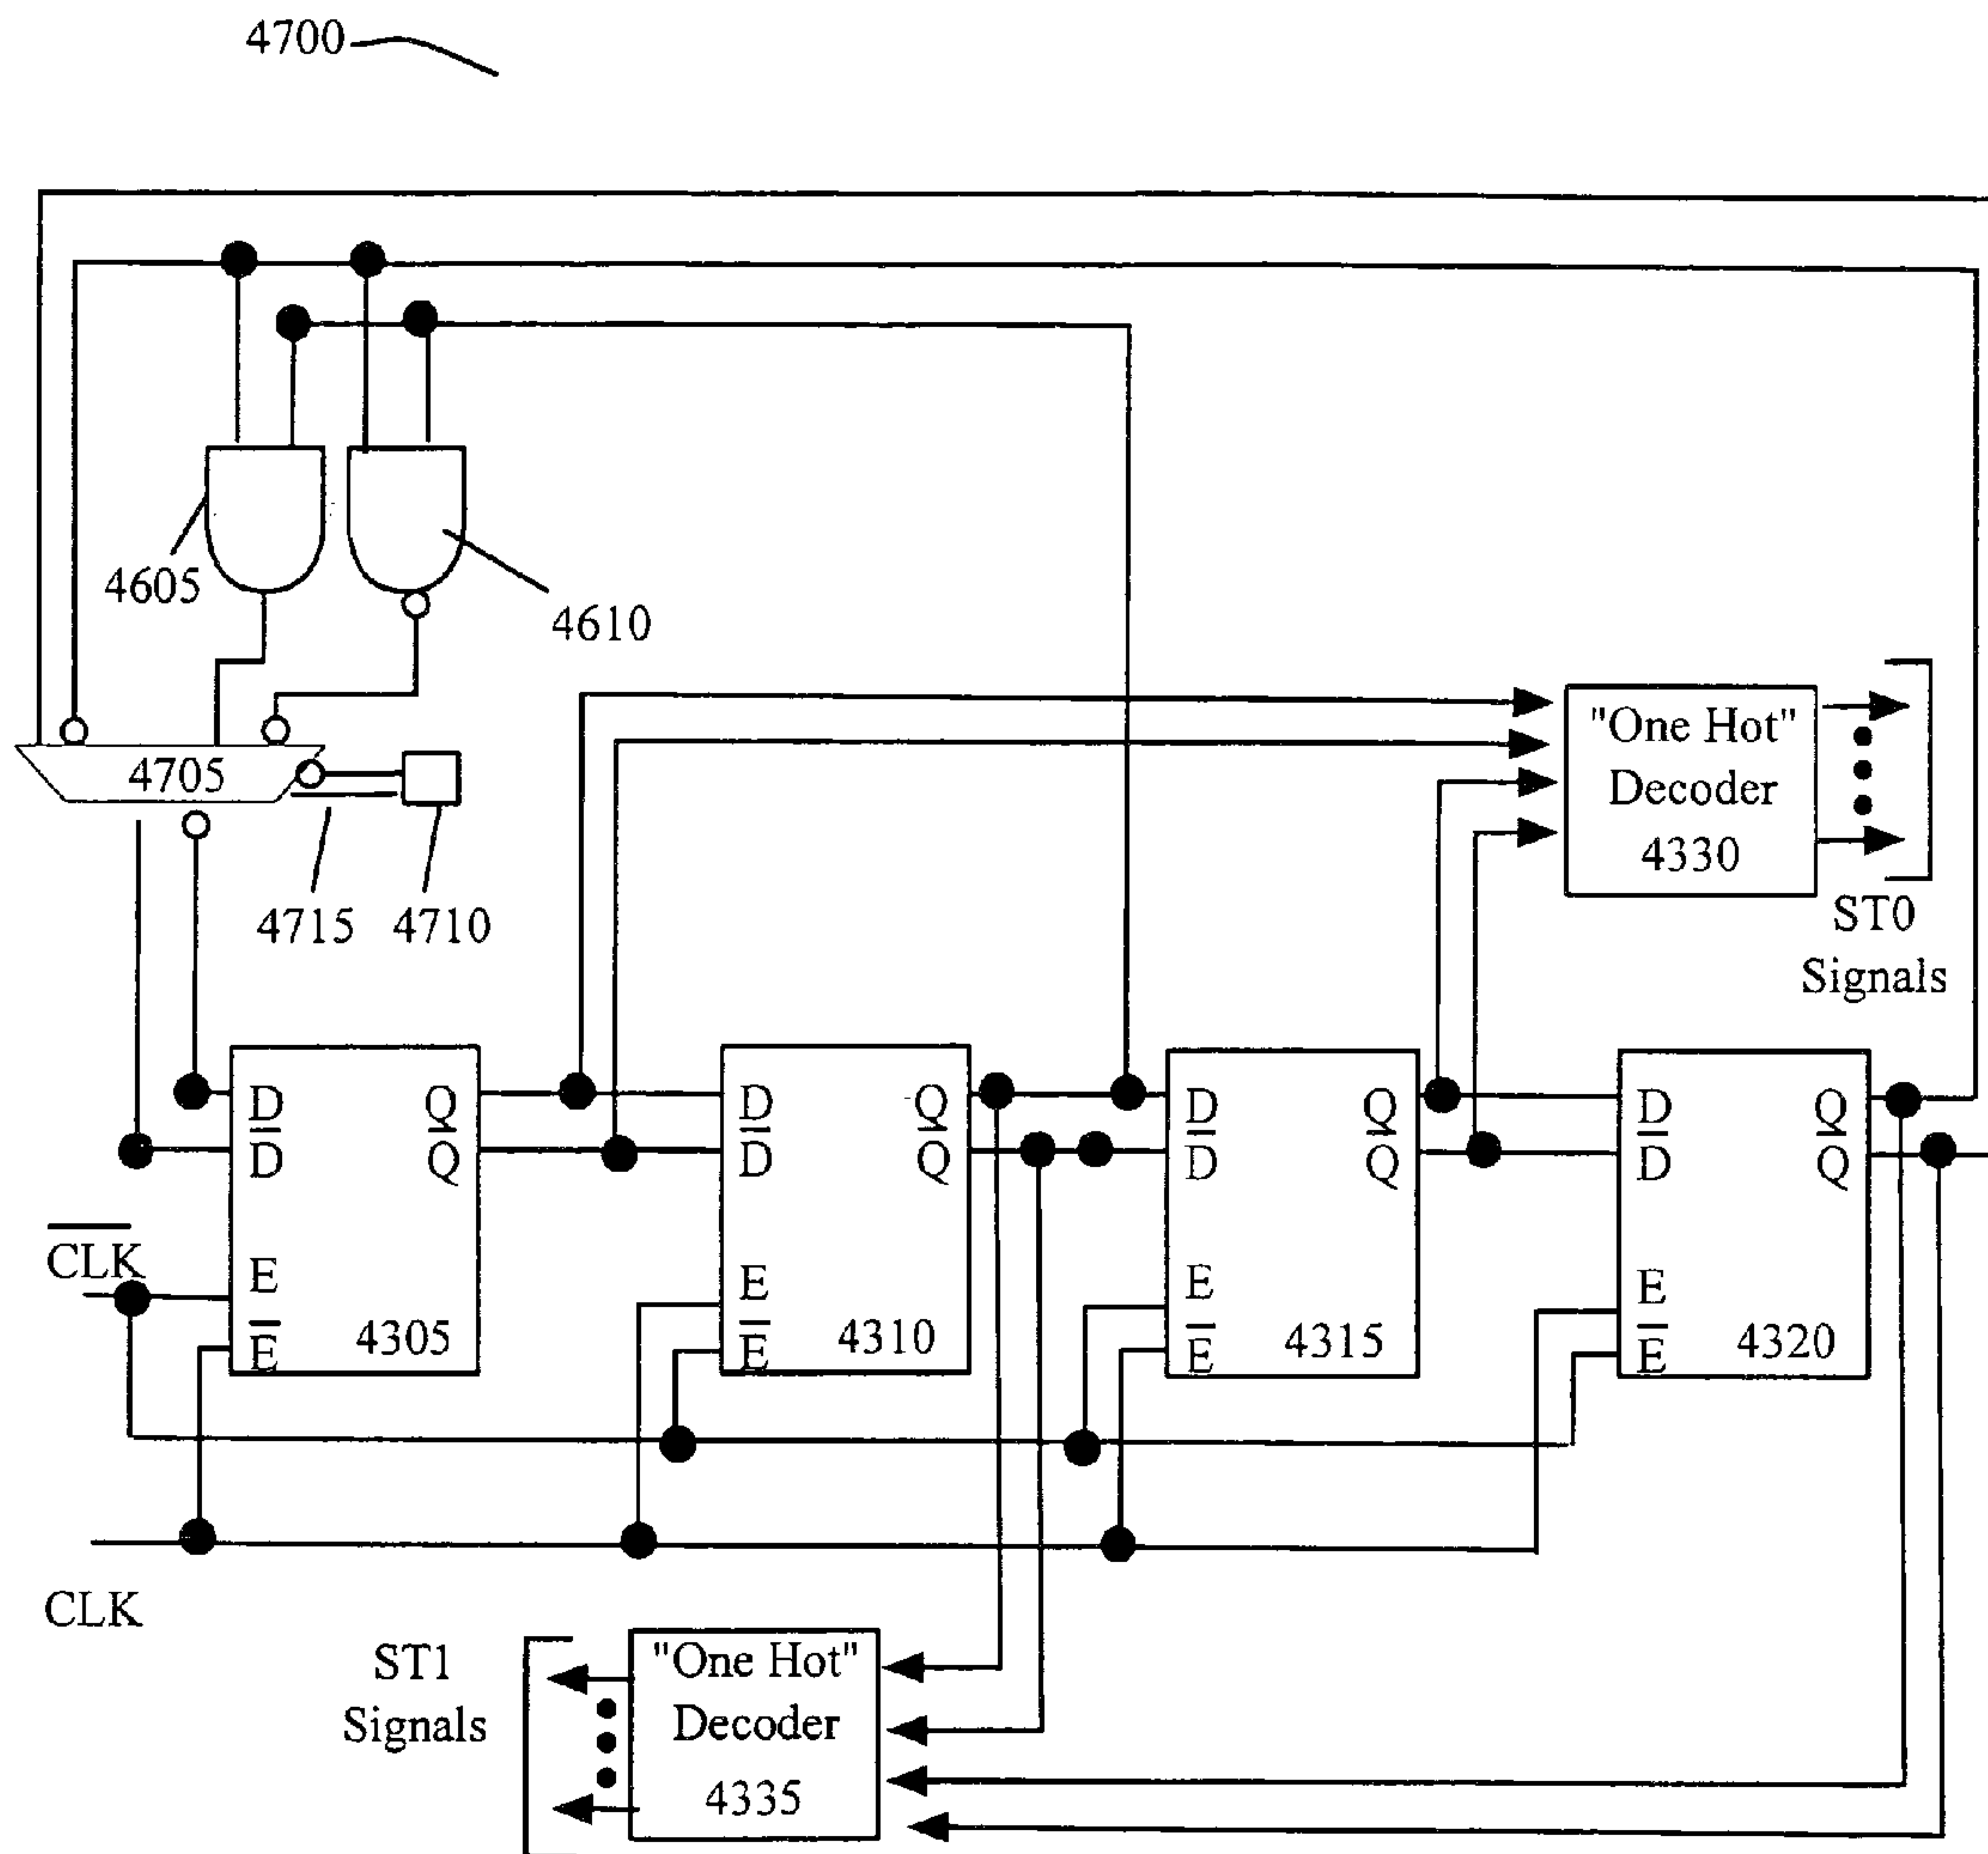 4700
4605
4610
4705
4715
4710
"One Hot"
Decoder
4330
ST0
Signals
D Q D Q D Q D Q
D̅ Q̅ D̅ Q̅ D̅ Q̅ D̅ Q̅
C̅L̅K̅
E E E E
E̅ 4305 E̅ 4310 E̅ 4315 E̅ 4320
CLK
ST1
Signals
"One Hot"
Decoder
4335